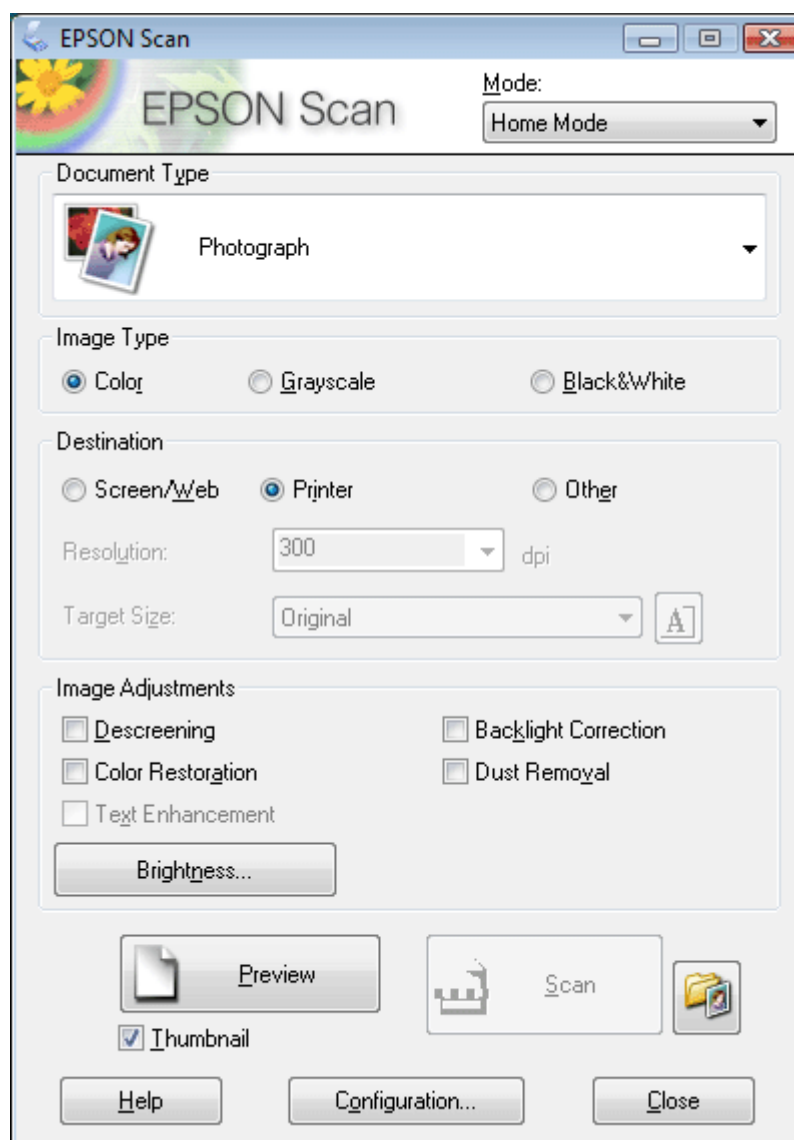 EPSON Scan
EPSON Scan
Mode:
Home Mode
Document Type
Photograph
Image Type
Color Grayscale Black&White
Destination
Screen/Web Printer Other
Resolution: 300 dpi
Target Size: Original A
Image Adjustments
Descreening Backlight Correction
Color Restoration Dust Removal
Text Enhancement
Brightness...
Preview Scan
Thumbnail
Help Configuration... Close